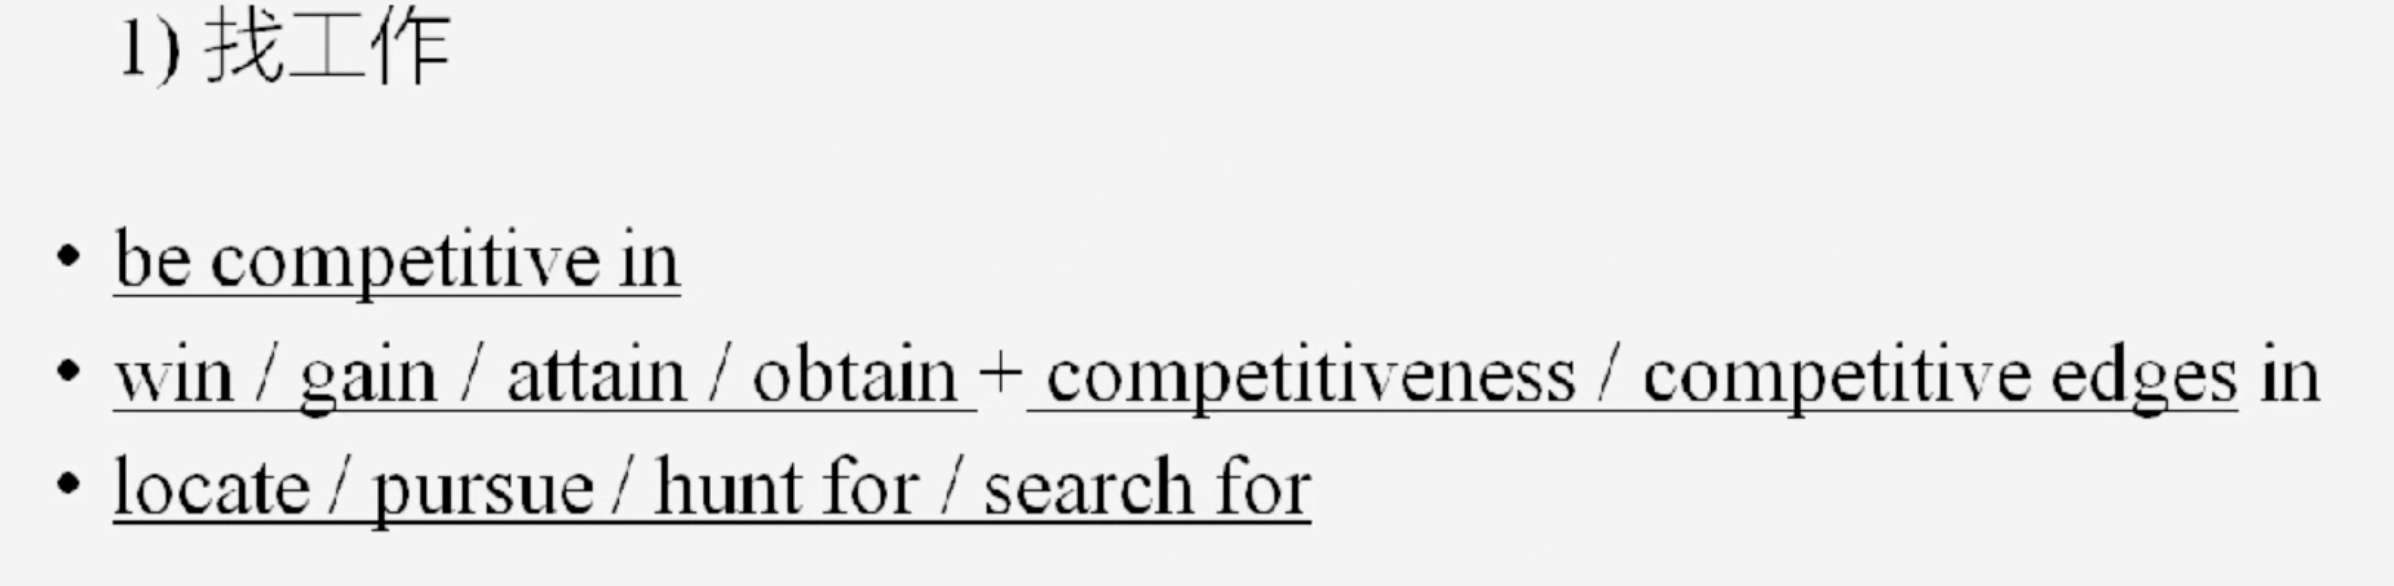 1) 找工作
• be competitive in
• win / gain / attain / obtain + competitiveness / competitive edges in
• locate / pursue / hunt for / search for